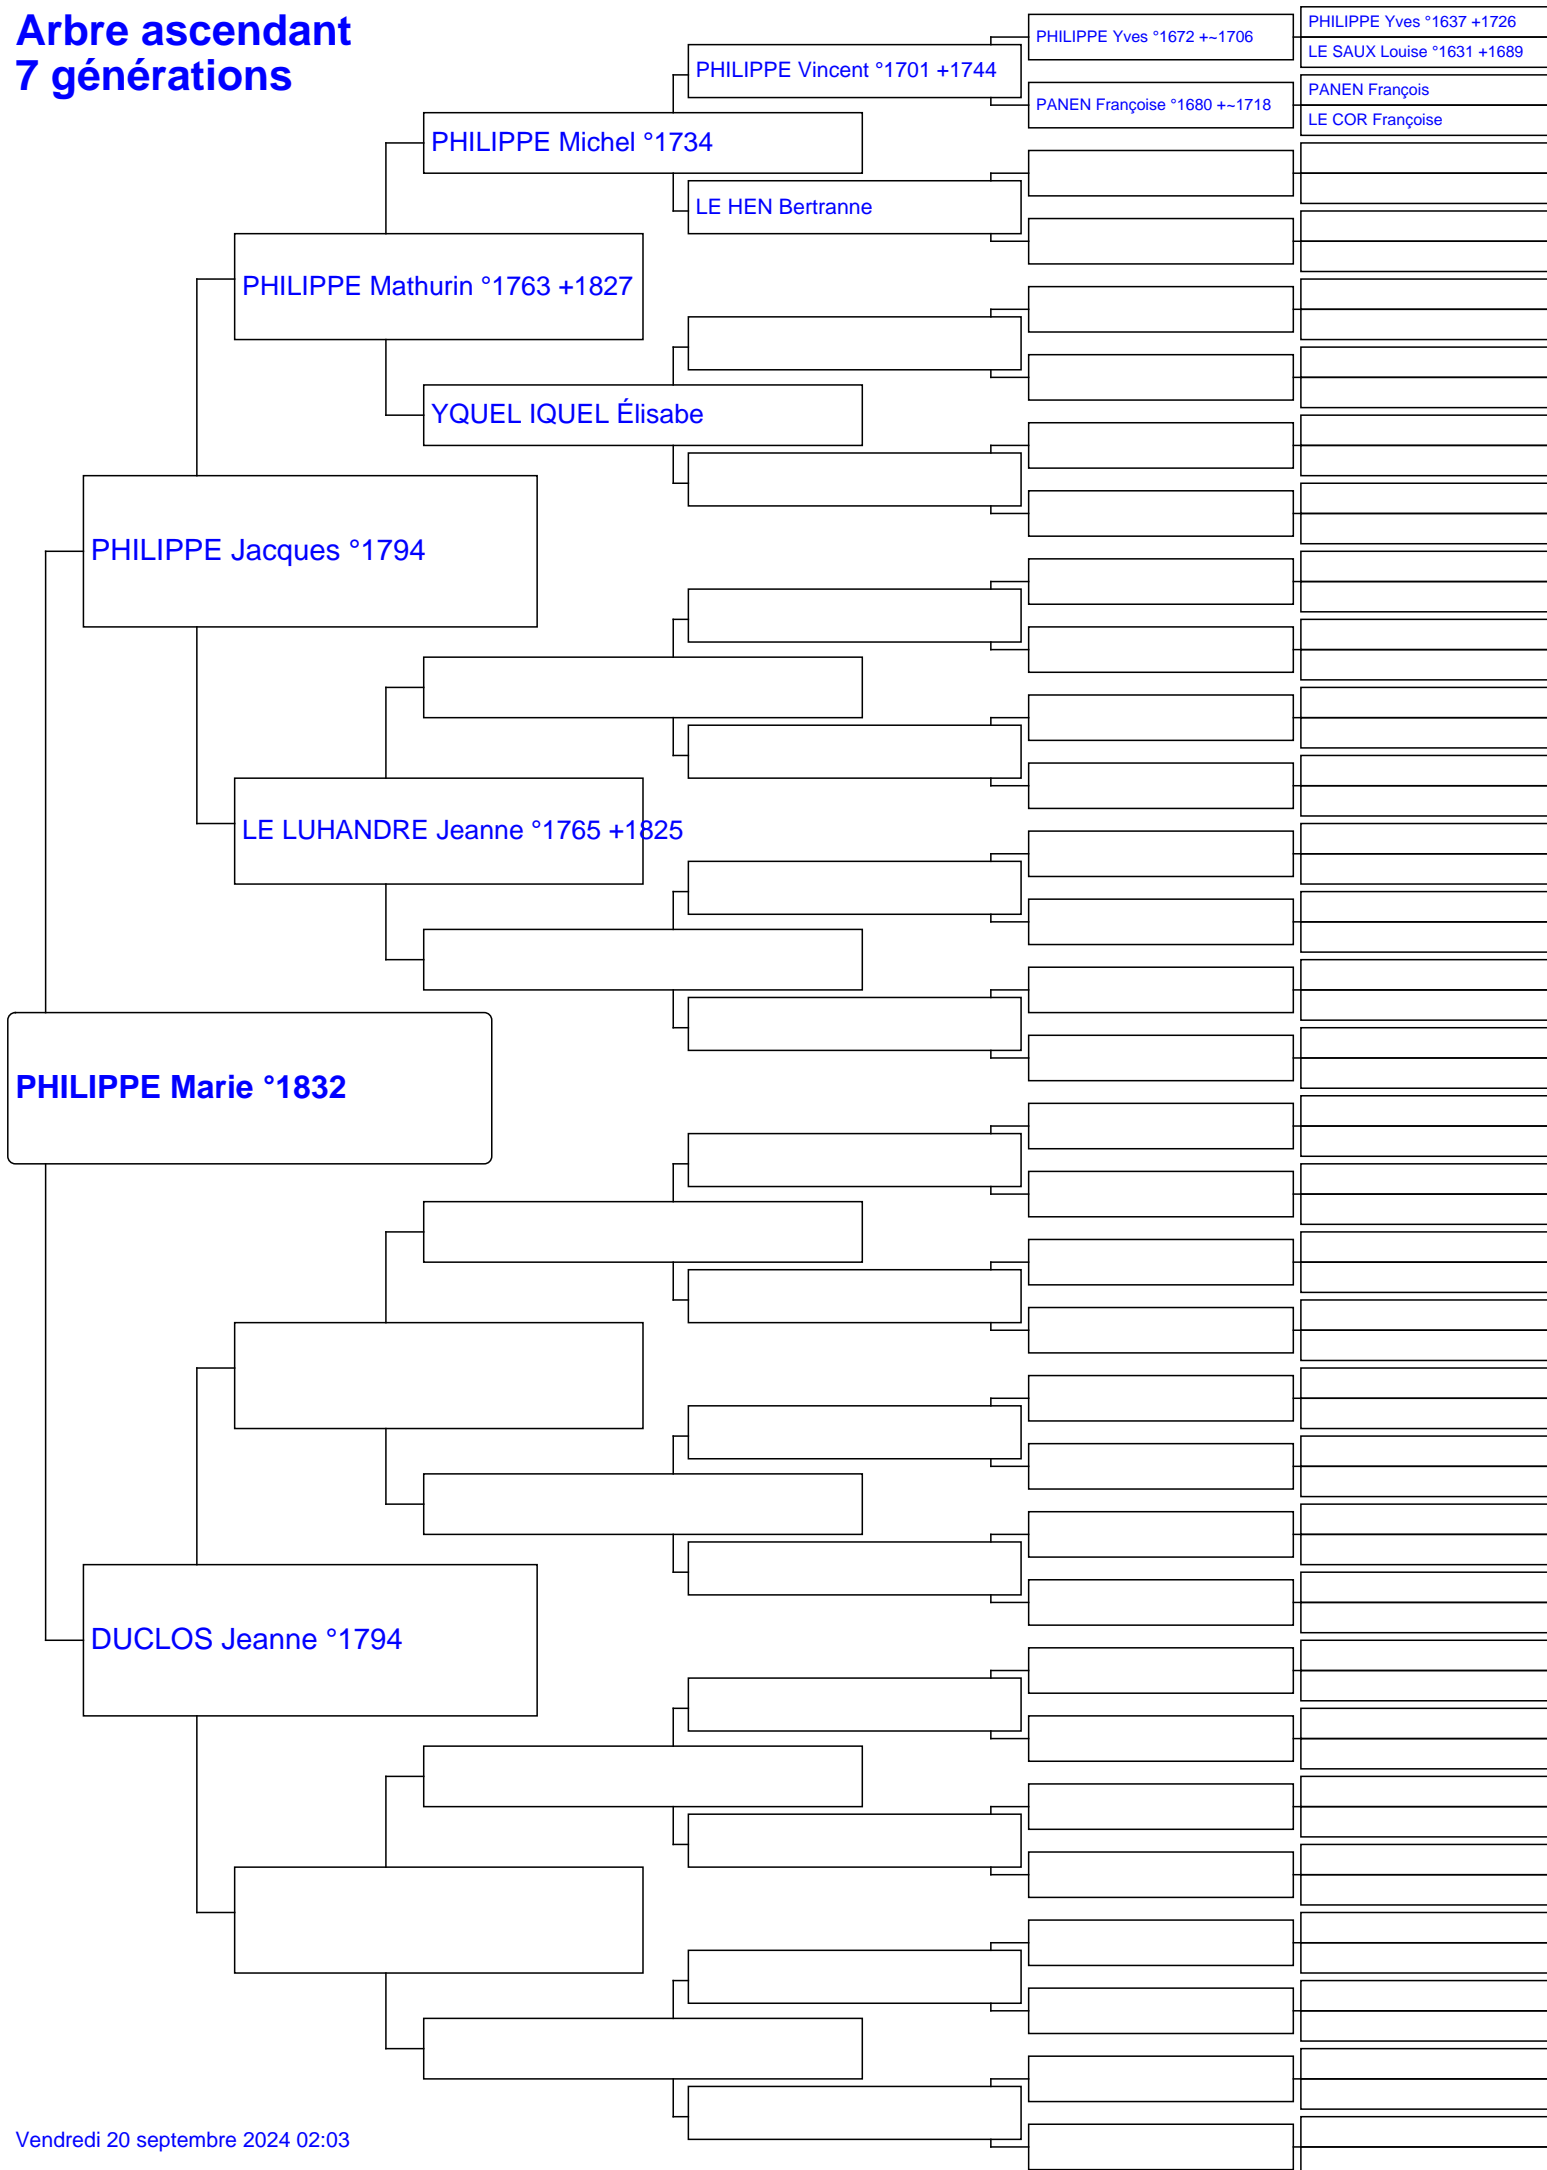 Arbre ascendant
7 générations
PHILIPPE Yves °1637 +1726
PHILIPPE Yves °1672 +~1706
LE SAUX Louise °1631 +1689
PHILIPPE Vincent °1701 +1744
PANEN François
PANEN Françoise °1680 +~1718
LE COR Françoise
PHILIPPE Michel °1734
LE HEN Bertranne
PHILIPPE Mathurin °1763 +1827
YQUEL IQUEL Élisabe
PHILIPPE Jacques °1794
LE LUHANDRE Jeanne °1765 +1825
PHILIPPE Marie °1832
DUCLOS Jeanne °1794
Vendredi 20 septembre 2024 02:03